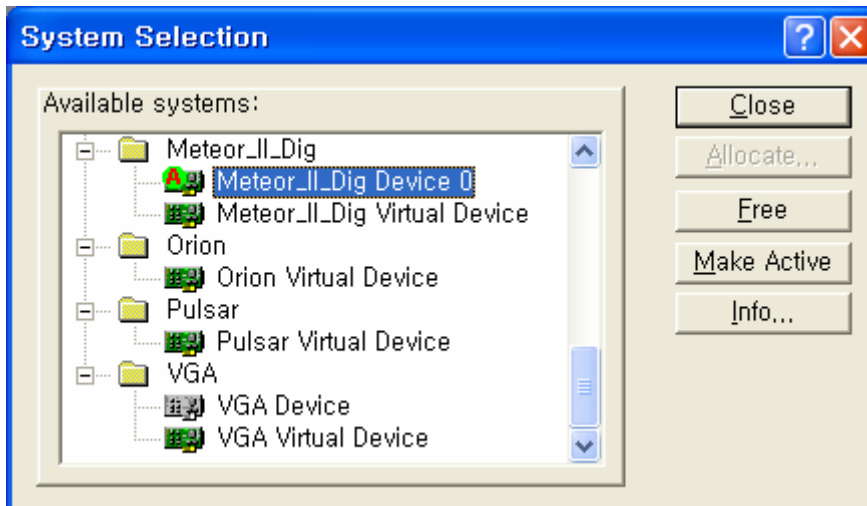 System Selection
Available systems:
Meteor_II_Dig
A Meteor_II_Dig Device 0
Meteor_II_Dig Virtual Device
Orion
Orion Virtual Device
Pulsar
Pulsar Virtual Device
VGA
VGA Device
VGA Virtual Device
Close
Allocate...
Free
Make Active
Info...